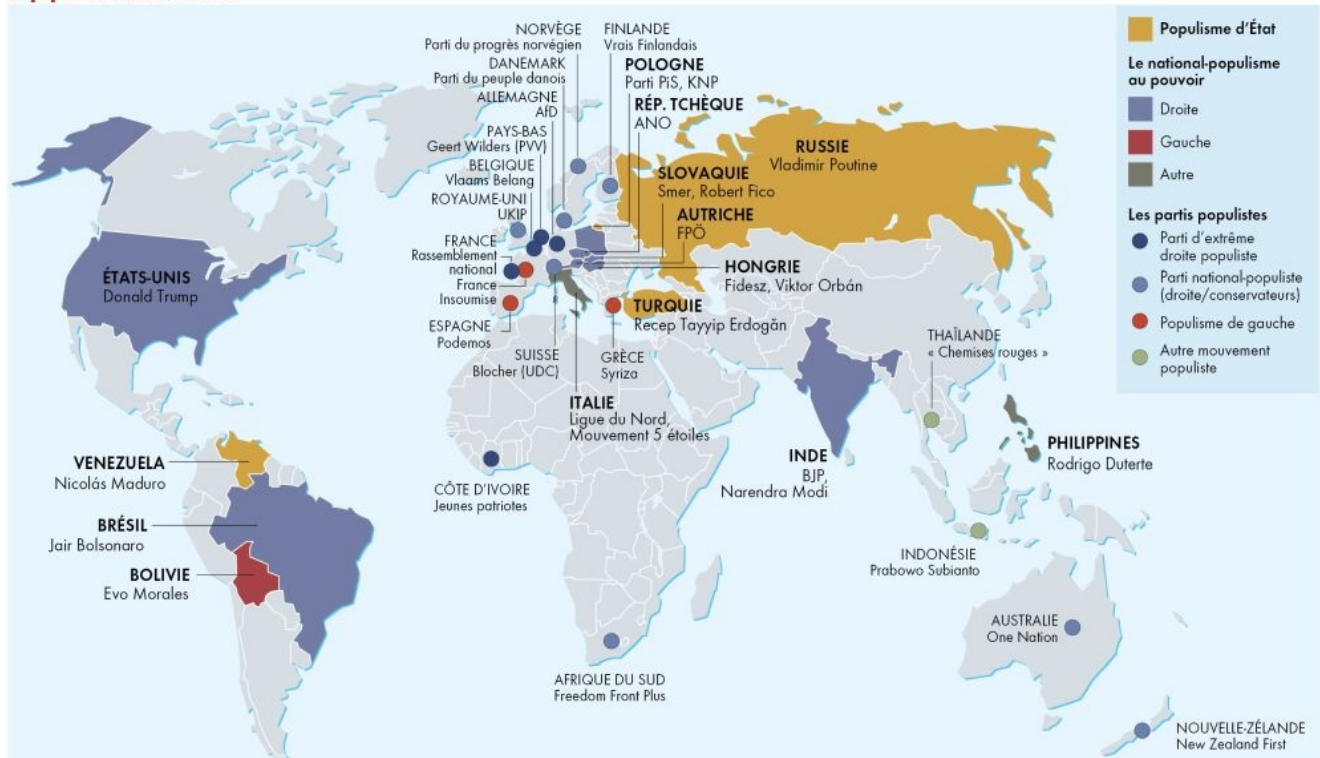 NORVÈGE
Parti du progrès norvégien
FINLANDE
Vrais Finlandais
DANEMARK
Parti du peuple danois
POLOGNE
Parti PiS, KNP
ALLEMAGNE
AfD
RÉP. TCHÈQUE
ANO
PAYS-BAS
Geert Wilders (PVV)
BELGIQUE
Vlaams Belang
SLOVAQUIE
Smer, Robert Fico
ROYAUME-UNI
UKIP
AUTRICHE
FPÖ
RUSSIE
Vladimir Poutine
FRANCE
Rassemblement
national
France
Insoumise
HONGRIE
Fidesz, Viktor Orbán
ÉTATS-UNIS
Donald Trump
TURQUIE
Recep Tayyip Erdogăn
ESPAGNE
Podemos
SUISSE
Blocher (UDC)
GRÈCE
Syriza
THAÏLANDE
« Chemises rouges »
ITALIE
Ligue du Nord,
Mouvement 5 étoiles
INDE
BJP,
Narendra Modi
PHILIPPINES
Rodrigo Duterte
VENEZUELA
Nicolás Maduro
CÔTE D'IVOIRE
Jeunes patriotes
BRÉSIL
Jair Bolsonaro
BOLIVIE
Evo Morales
INDONÉSIE
Prabowo Subianto
AUSTRALIE
One Nation
AFRIQUE DU SUD
Freedom Front Plus
NOUVELLE-ZÉLANDE
New Zealand First
Populisme d'État
Le national-populisme
au pouvoir
Droite
Gauche
Autre
Les partis populistes
Parti d'extrême
droite populiste
Parti national-populiste
(droite/conservateurs)
Populisme de gauche
Autre mouvement
populiste